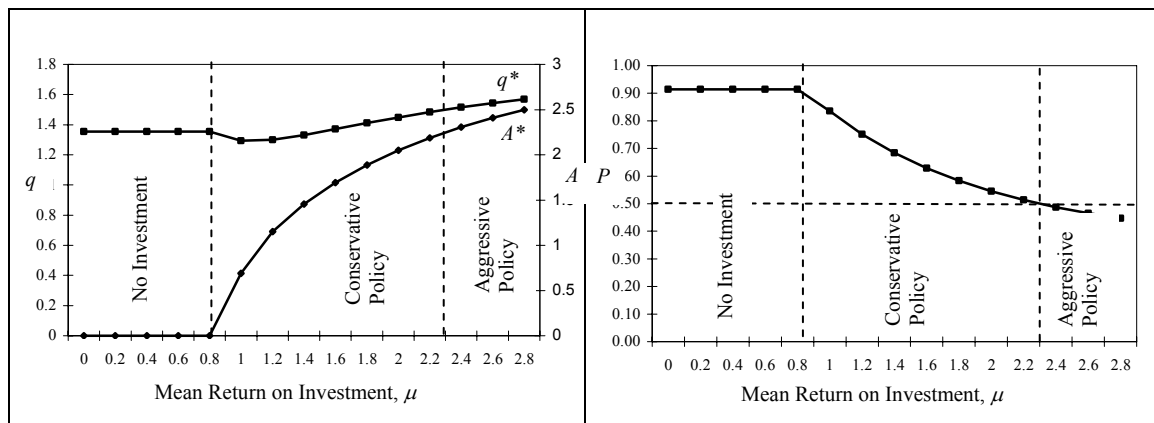 1.8
1.6
1.4
1.2
q
0.8
0.6
0.4
0.2
0
3
2.5
2
A
1
0
q*
A*
No Investment
Conservative
Policy
Aggressive
Policy
0 0.2 0.4 0.6 0.8 1 1.2 1.4 1.6 1.8 2 2.2 2.4 2.6 2.8
Mean Return on Investment, μ
1.00
0.90
0.80
0.70
P 0.60
0.50
0.40
0.30
0.20
0.10
0.00
No Investment
Conservative
Policy
Aggressive
Policy
0 0.2 0.4 0.6 0.8 1 1.2 1.4 1.6 1.8 2 2.2 2.4 2.6 2.8
Mean Return on Investment, μ